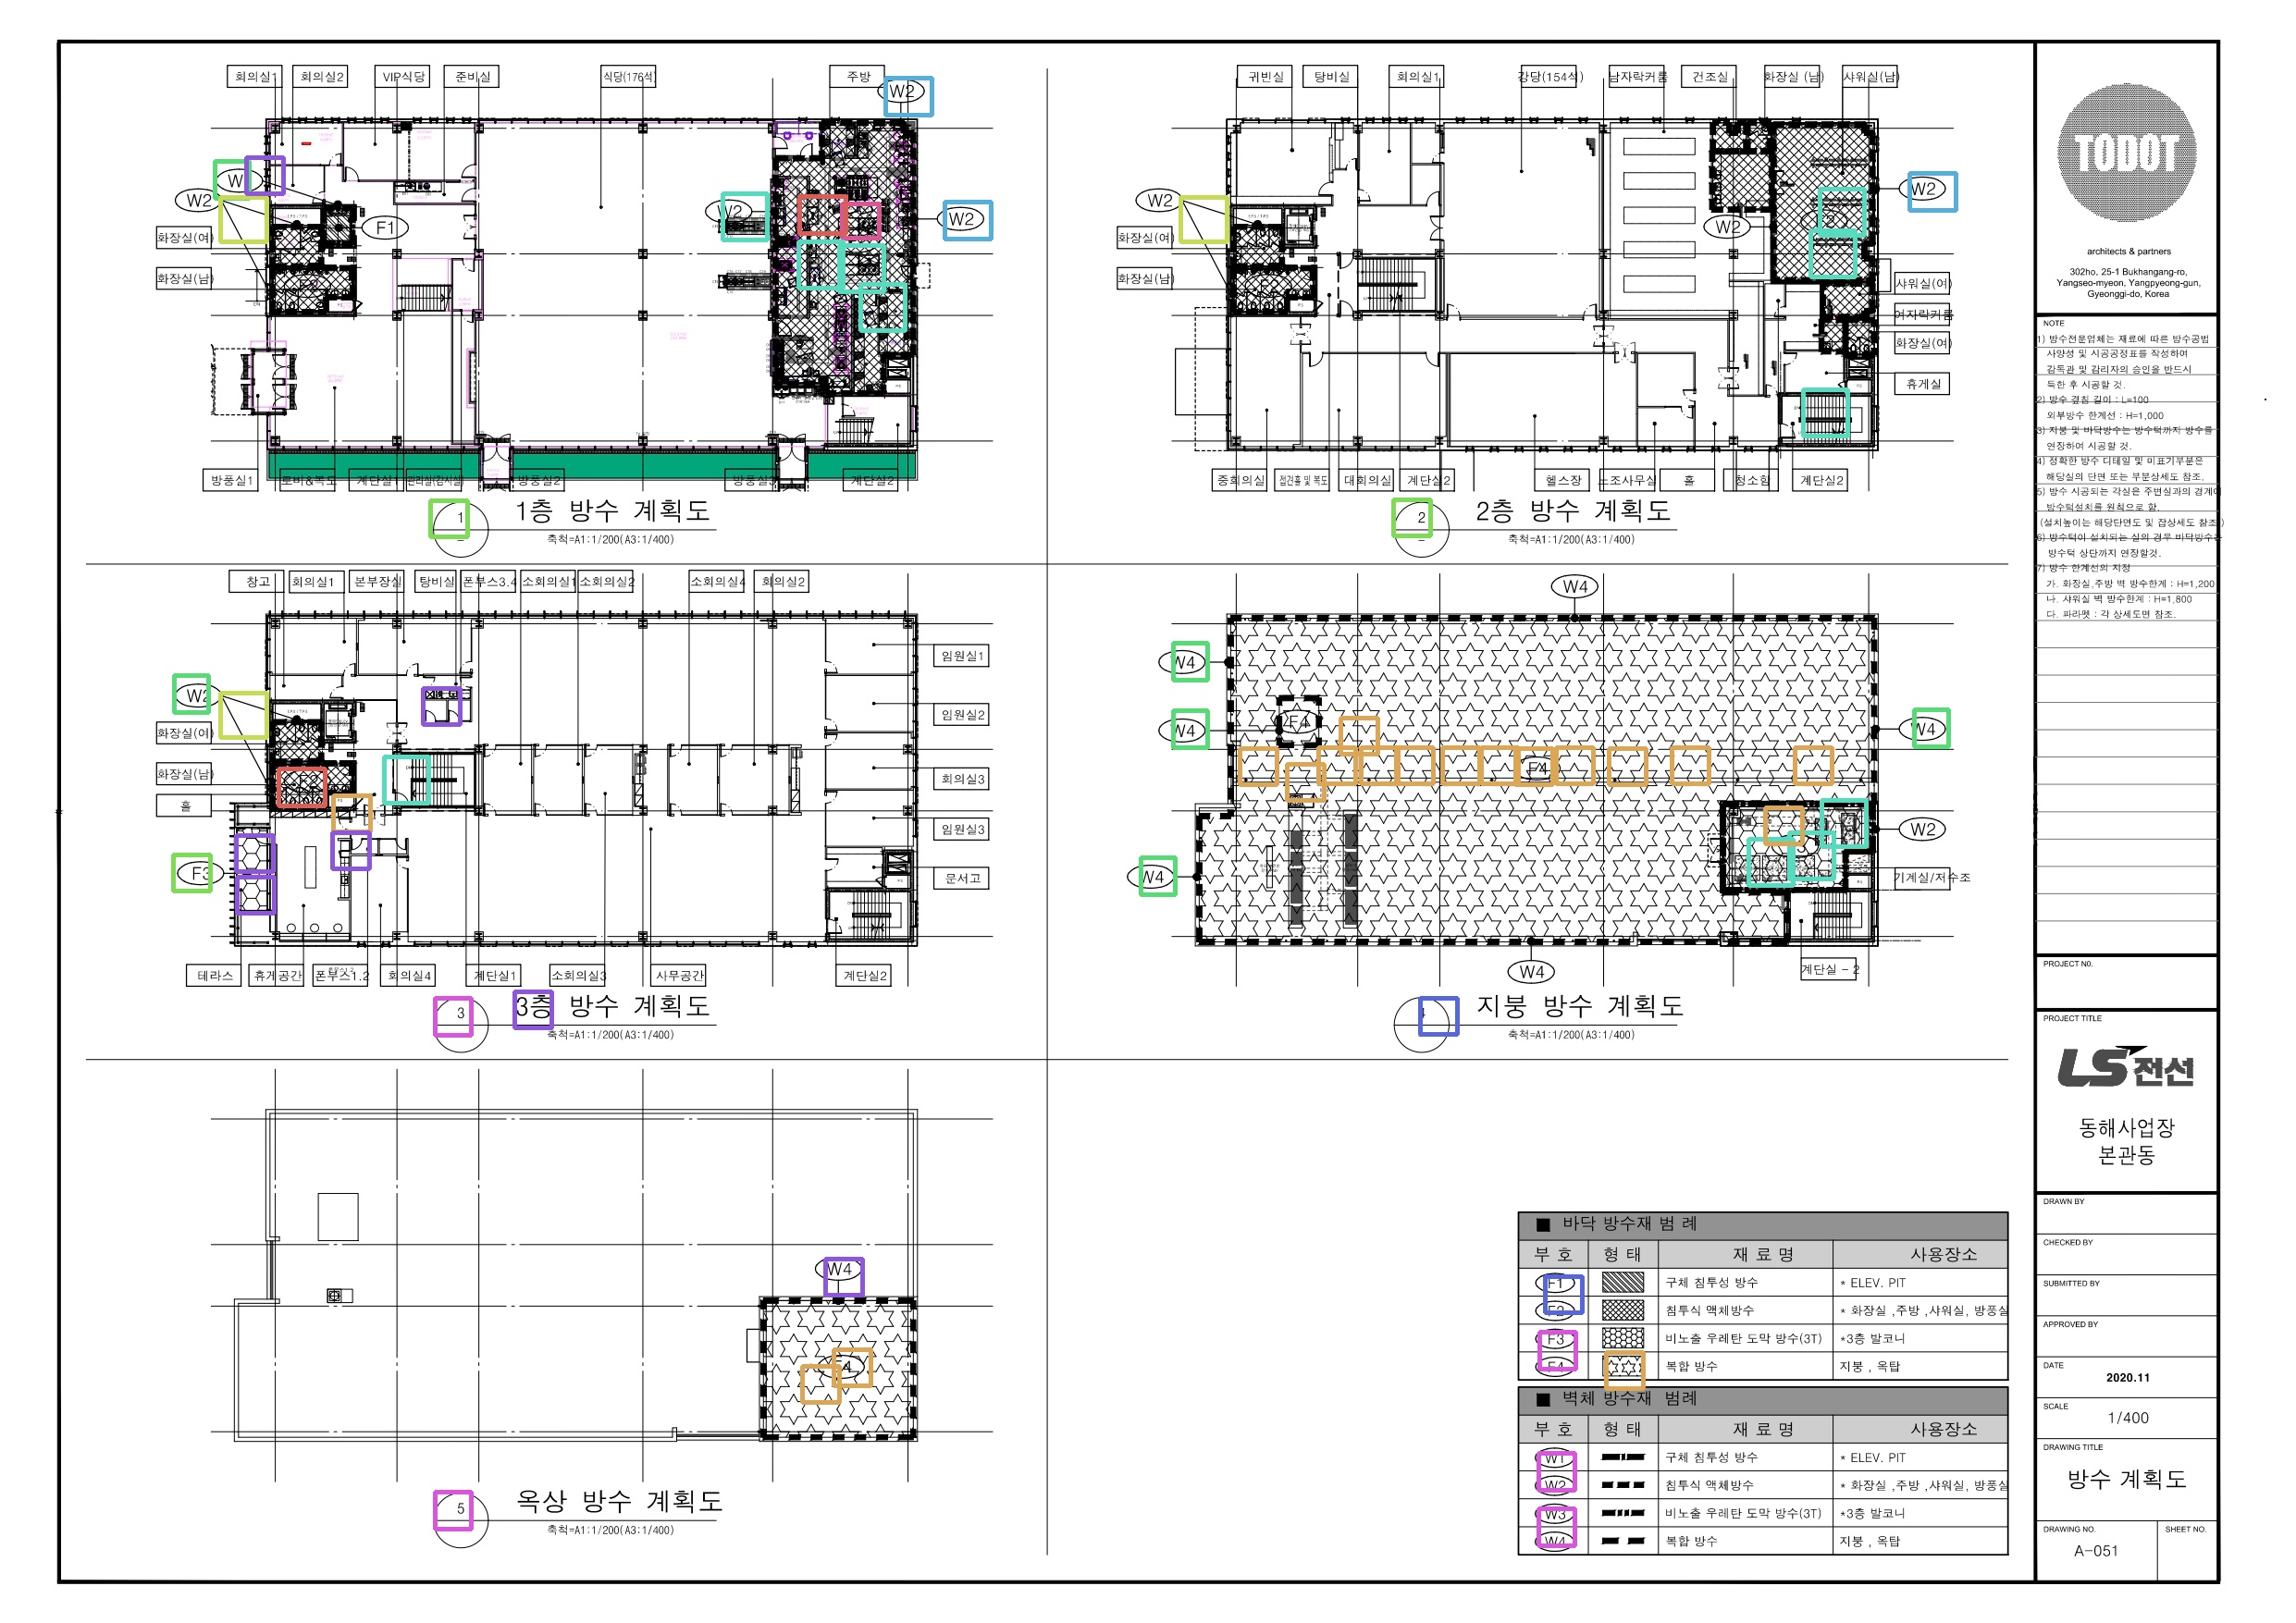 회의실1 회의실2 VIP식당 준비실 식당(176석) 주방
W2
W2
W2
W2
F1
화장실(여)
화장실(남)
방풍실1 로비&복도 계단실1 방풍실2 계단실2
1 1층 방수 계획도
축척=A1:1/200(A3:1/400)
귀빈실 탕비실 회의실1 강당(154석) 남자락커룸 건조실 화장실 (남) 샤워실(남)
W2
W2
W2
화장실(여)
화장실(남)
샤워실(여)
여자락커룸
화장실(여)
휴게실
중회의실 접견홀 및 복도 대회의실 계단실2 헬스장 노조사무실 홀 청소함 계단실2
2 2층 방수 계획도
축척=A1:1/200(A3:1/400)
창고 회의실1 본부장실 탕비실 폰부스3.4 소회의실1 소회의실2 소회의실4 회의실2
임원실1
W2
임원실2
화장실(여)
화장실(남)
회의실3
홀
임원실3
F3
문서고
테라스 휴게공간 폰부스1.2 회의실4 계단실1 소회의실3 사무공간 계단실2
3 3층 방수 계획도
축척=A1:1/200(A3:1/400)
W4
W4
F4
W4
W4
F4
W2
W4
기계실/저수조
W4
계단실 - 2
지붕 방수 계획도
축척=A1:1/200(A3:1/400)
W4
F4
5 옥상 방수 계획도
축척=A1:1/200(A3:1/400)
■ 바닥 방수재 범 례
부 호 형 태 재 료 명 사용장소
F1 구체 침투성 방수 * ELEV. PIT
F2 침투식 액체방수 * 화장실 ,주방 ,샤워실, 방풍실
F3 비노출 우레탄 도막 방수(3T) *3층 발코니
F4 복합 방수 지붕 , 옥탑
■ 벽체 방수재 범례
부 호 형 태 재 료 명 사용장소
W1 구체 침투성 방수 * ELEV. PIT
W2 침투식 액체방수 * 화장실 ,주방 ,샤워실, 방풍실
W3 비노출 우레탄 도막 방수(3T) *3층 발코니
W4 복합 방수 지붕 , 옥탑
TODOT
architects & partners
302ho, 25-1 Bukhangang-ro,
Yangseo-myeon, Yangpyeong-gun,
Gyeonggi-do, Korea
NOTE
1) 방수전문업체는 재료에 따른 방수공법
사양성 및 시공공정표를 작성하여
감독관 및 감리자의 승인을 반드시
득한 후 시공할 것.
2) 방수 겹침 길이 : L=100
외부방수 한계선 : H=1,000
3) 지붕 및 바닥방수는 방수턱까지 방수를
연장하여 시공할 것.
4) 정확한 방수 디테일 및 미표기부분은
해당실의 단면 또는 부분상세도 참조.
5) 방수 시공되는 각실은 주변실과의 경계에
방수턱설치를 원칙으로 함.
(설치높이는 해당단면도 및 잡상세도 참조.)
6) 방수턱이 설치되는 실의 경우 바닥방수는
방수턱 상단까지 연장할것.
7) 방수 한계선의 지정
가. 화장실,주방 벽 방수한계 : H=1,200
나. 샤워실 벽 방수한계 : H=1,800
다. 파라펫 : 각 상세도면 참조.
PROJECT NO.
PROJECT TITLE
LS전선
동해사업장
본관동
DRAWN BY
CHECKED BY
SUBMITTED BY
APPROVED BY
DATE
2020.11
SCALE
1/400
DRAWING TITLE
방수 계획도
DRAWING NO. SHEET NO.
A-051